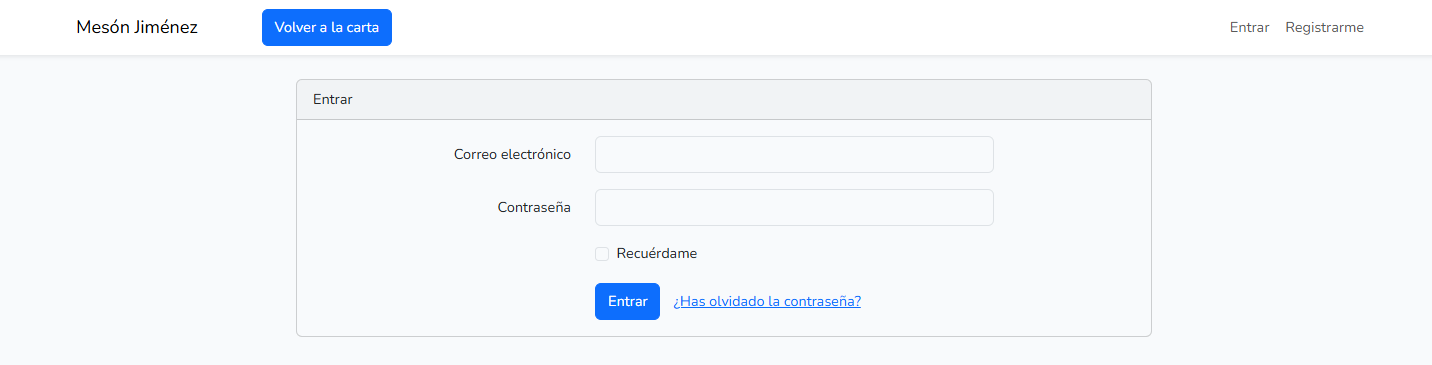 Mesón Jiménez Volver a la carta Entrar Registrarme
Entrar
Correo electrónico
Contraseña
Recuérdame
Entrar ¿Has olvidado la contraseña?